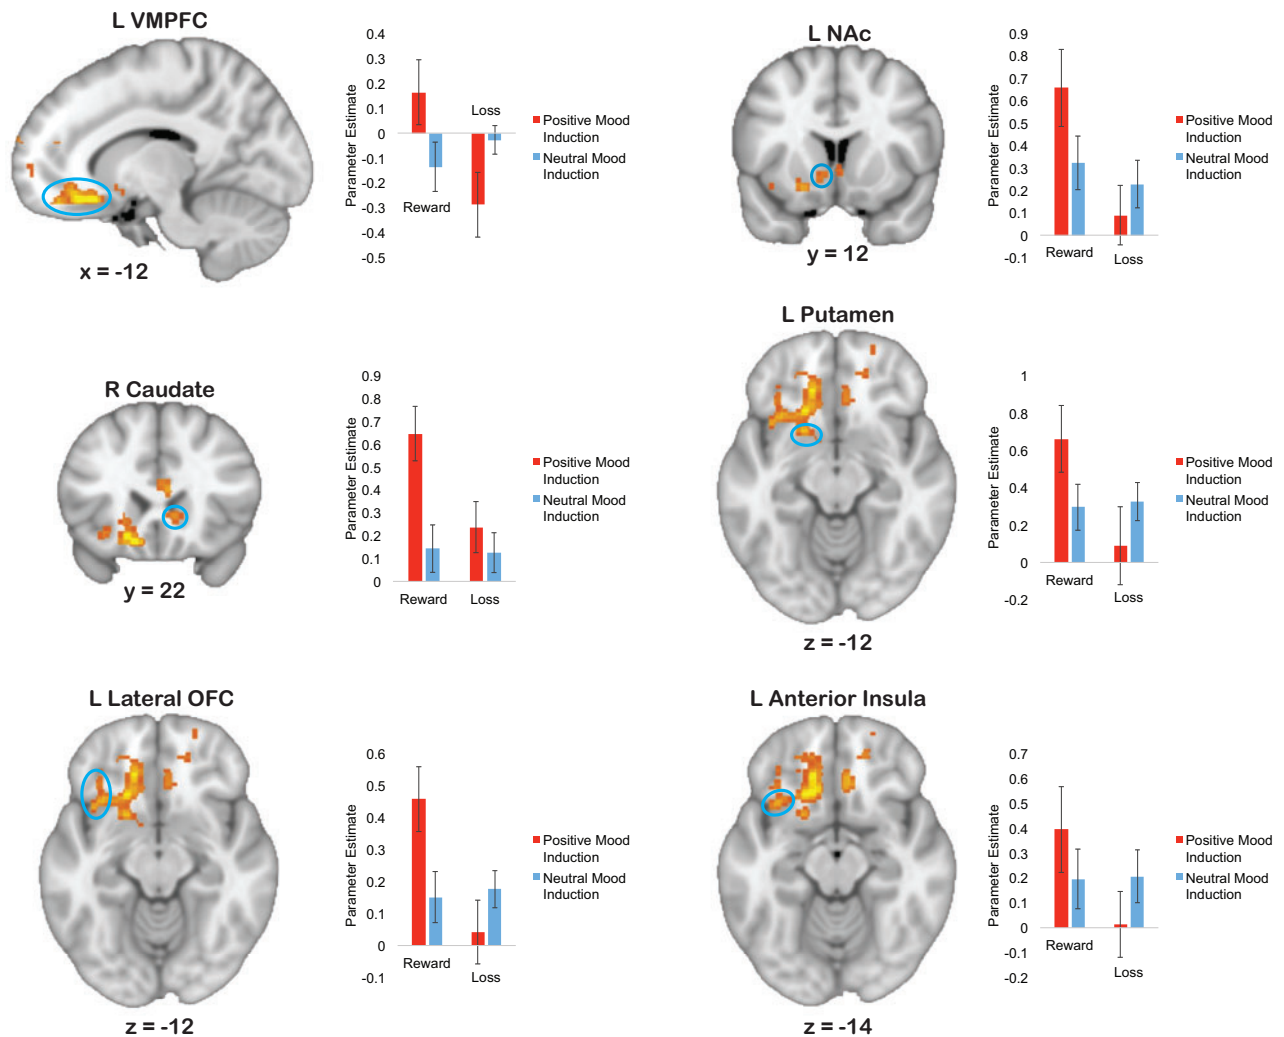 L VMPFC
0.4
0.3
0.2
0.1
0
-0.1
-0.2
-0.3
-0.4
-0.5
Parameter Estimate
Loss
Reward
Positive Mood
Induction
Neutral Mood
Induction
x = -12
L NAc
0.9
0.8
0.7
0.6
0.5
0.4
0.3
0.2
0.1
0
-0.1
Parameter Estimate
Reward
Loss
Positive Mood
Induction
Neutral Mood
Induction
y = 12
R Caudate
0.9
0.8
0.7
0.6
0.5
0.4
0.3
0.2
0.1
0
Parameter Estimate
Reward
Loss
Positive Mood
Induction
Neutral Mood
Induction
y = 22
L Putamen
1
0.8
0.6
0.4
0.2
0
-0.2
Parameter Estimate
Reward
Loss
Positive Mood
Induction
Neutral Mood
Induction
z = -12
L Lateral OFC
0.6
0.5
0.4
0.3
0.2
0.1
0
-0.1
Parameter Estimate
Reward
Loss
Positive Mood
Induction
Neutral Mood
Induction
z = -12
L Anterior Insula
0.7
0.6
0.5
0.4
0.3
0.2
0.1
0
-0.1
-0.2
Parameter Estimate
Reward
Loss
Positive Mood
Induction
Neutral Mood
Induction
z = -14